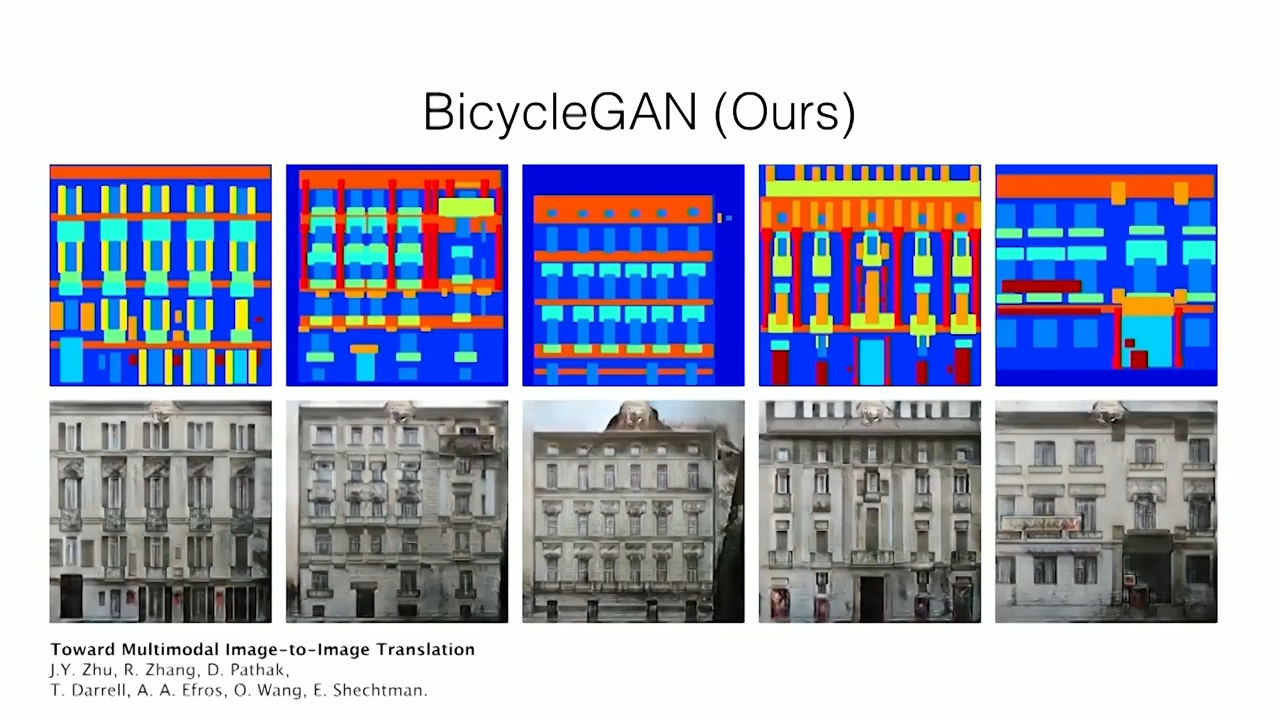 BicycleGAN (Ours)
Toward Multimodal Image-to-Image Translation
J.Y. Zhu, R. Zhang, D. Pathak,
T. Darrell, A. A. Efros, O. Wang, E. Shechtman.